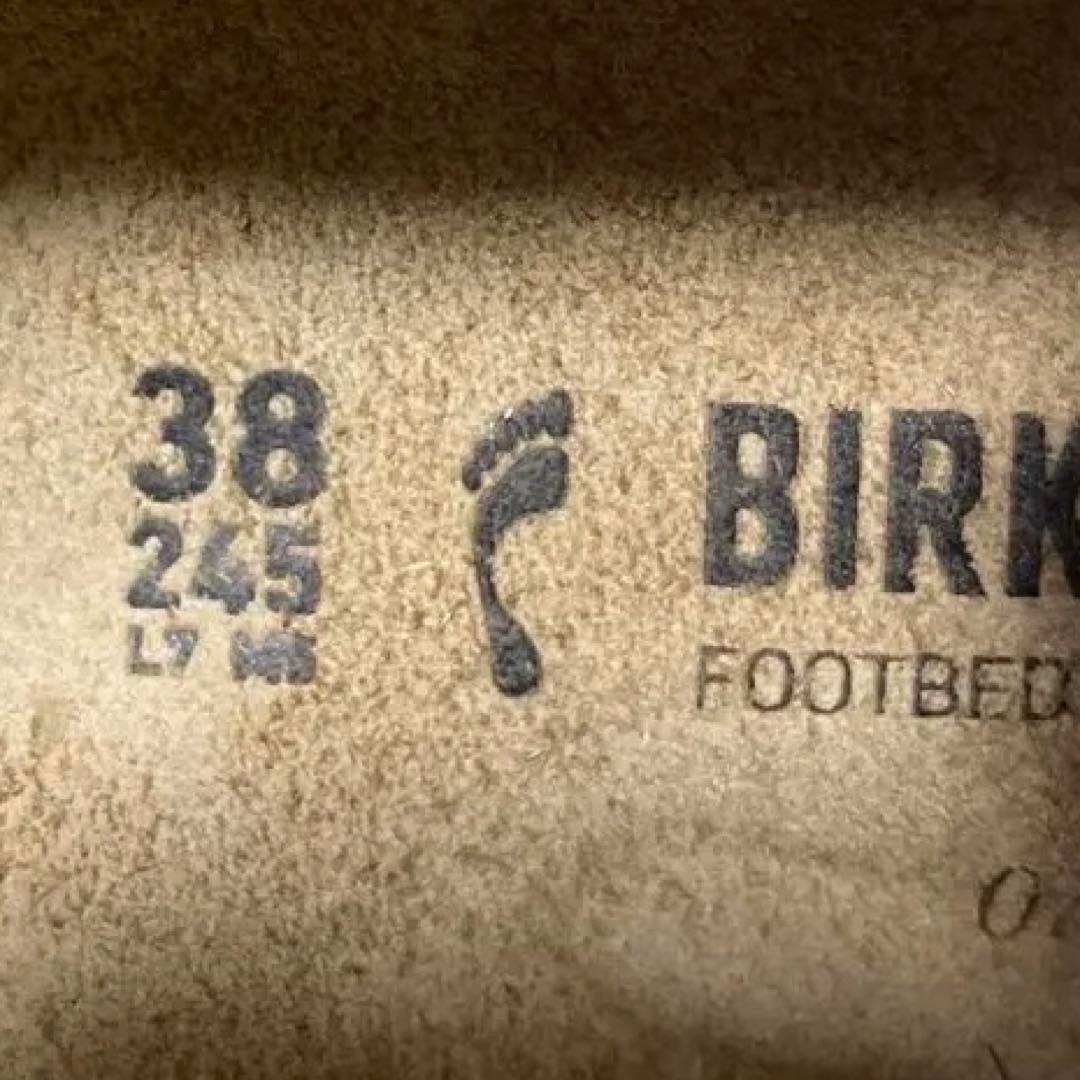 38
245
L7 M5
BIRK
FOOTBED